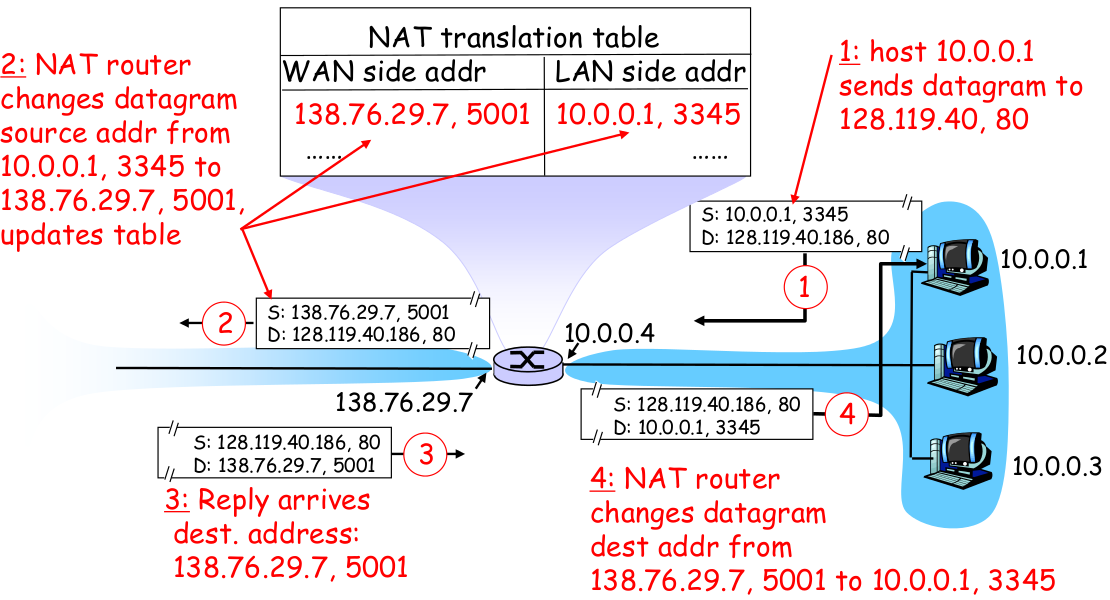 NAT translation table
WAN side addr
LAN side addr
138.76.29.7, 5001
10.0.0.1, 3345
......
......
2: NAT router
changes datagram
source addr from
10.0.0.1, 3345 to
138.76.29.7, 5001,
updates table
1: host 10.0.0.1
sends datagram to
128.119.40, 80
S: 10.0.0.1, 3345
D: 128.119.40.186, 80
1
10.0.0.1
S: 138.76.29.7, 5001
D: 128.119.40.186, 80
2
10.0.0.4
10.0.0.2
138.76.29.7
S: 128.119.40.186, 80
D: 10.0.0.1, 3345
4
S: 128.119.40.186, 80
D: 138.76.29.7, 5001
3
10.0.0.3
3: Reply arrives
dest. address:
138.76.29.7, 5001
4: NAT router
changes datagram
dest addr from
138.76.29.7, 5001 to 10.0.0.1, 3345